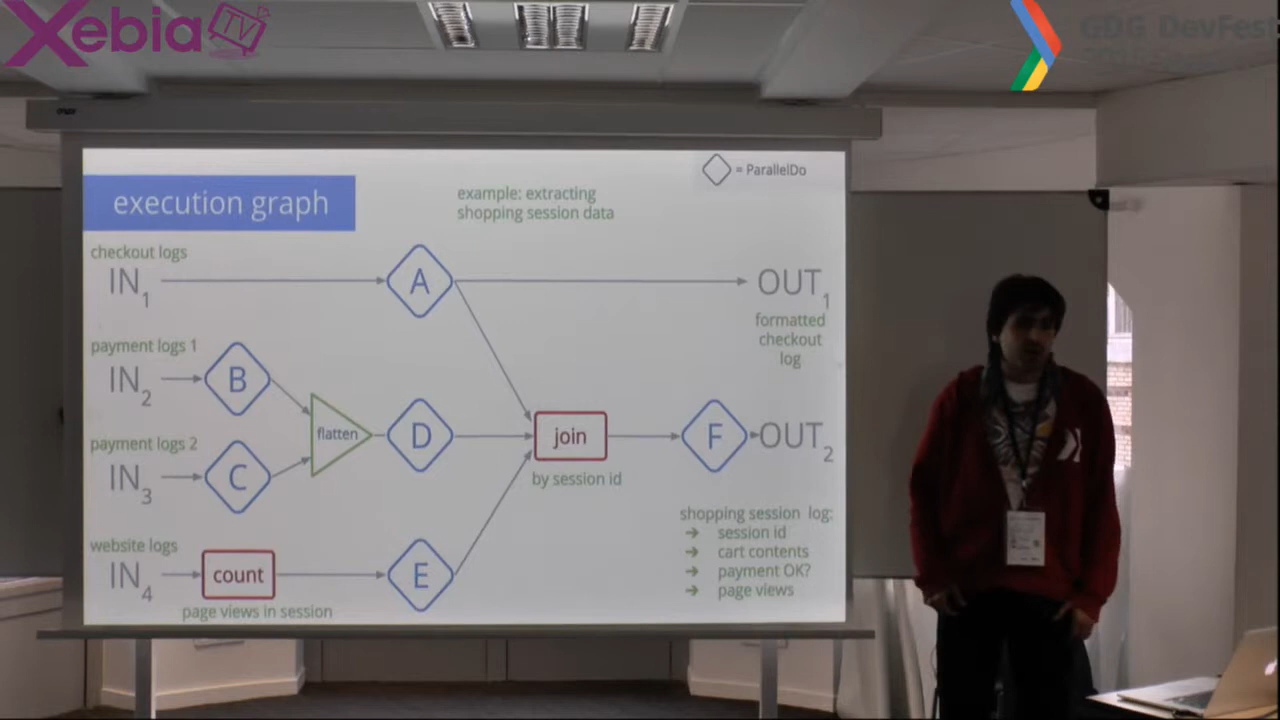 Xebia TV
GDG DevFest
= ParallelDo
execution graph
example: extracting
shopping session data
checkout logs
IN1
A
OUT1
formatted
checkout
log
payment logs 1
IN2
B
flatten
D
join
F
OUT2
payment logs 2
IN3
C
by session id
shopping session log:
→ session id
→ cart contents
→ payment OK?
→ page views
website logs
IN4
count
E
page views in session